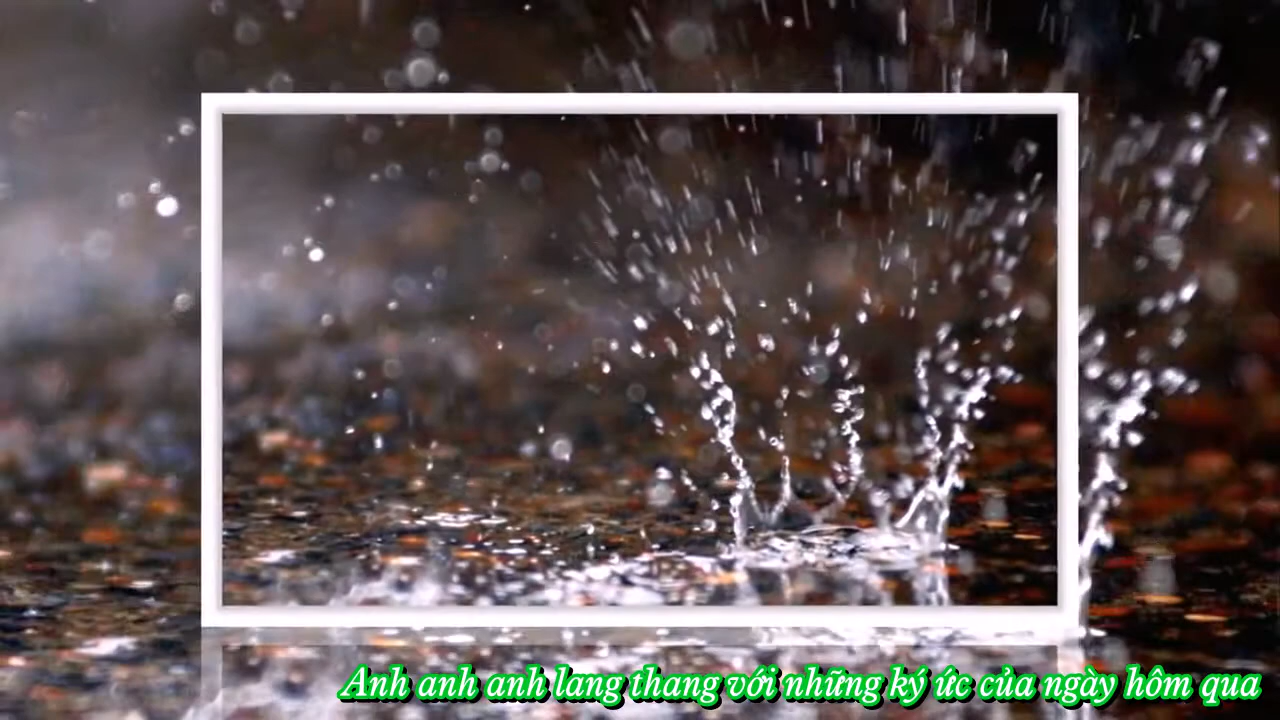 Anh anh anh lang thang với những ký ức của ngày hôm qua